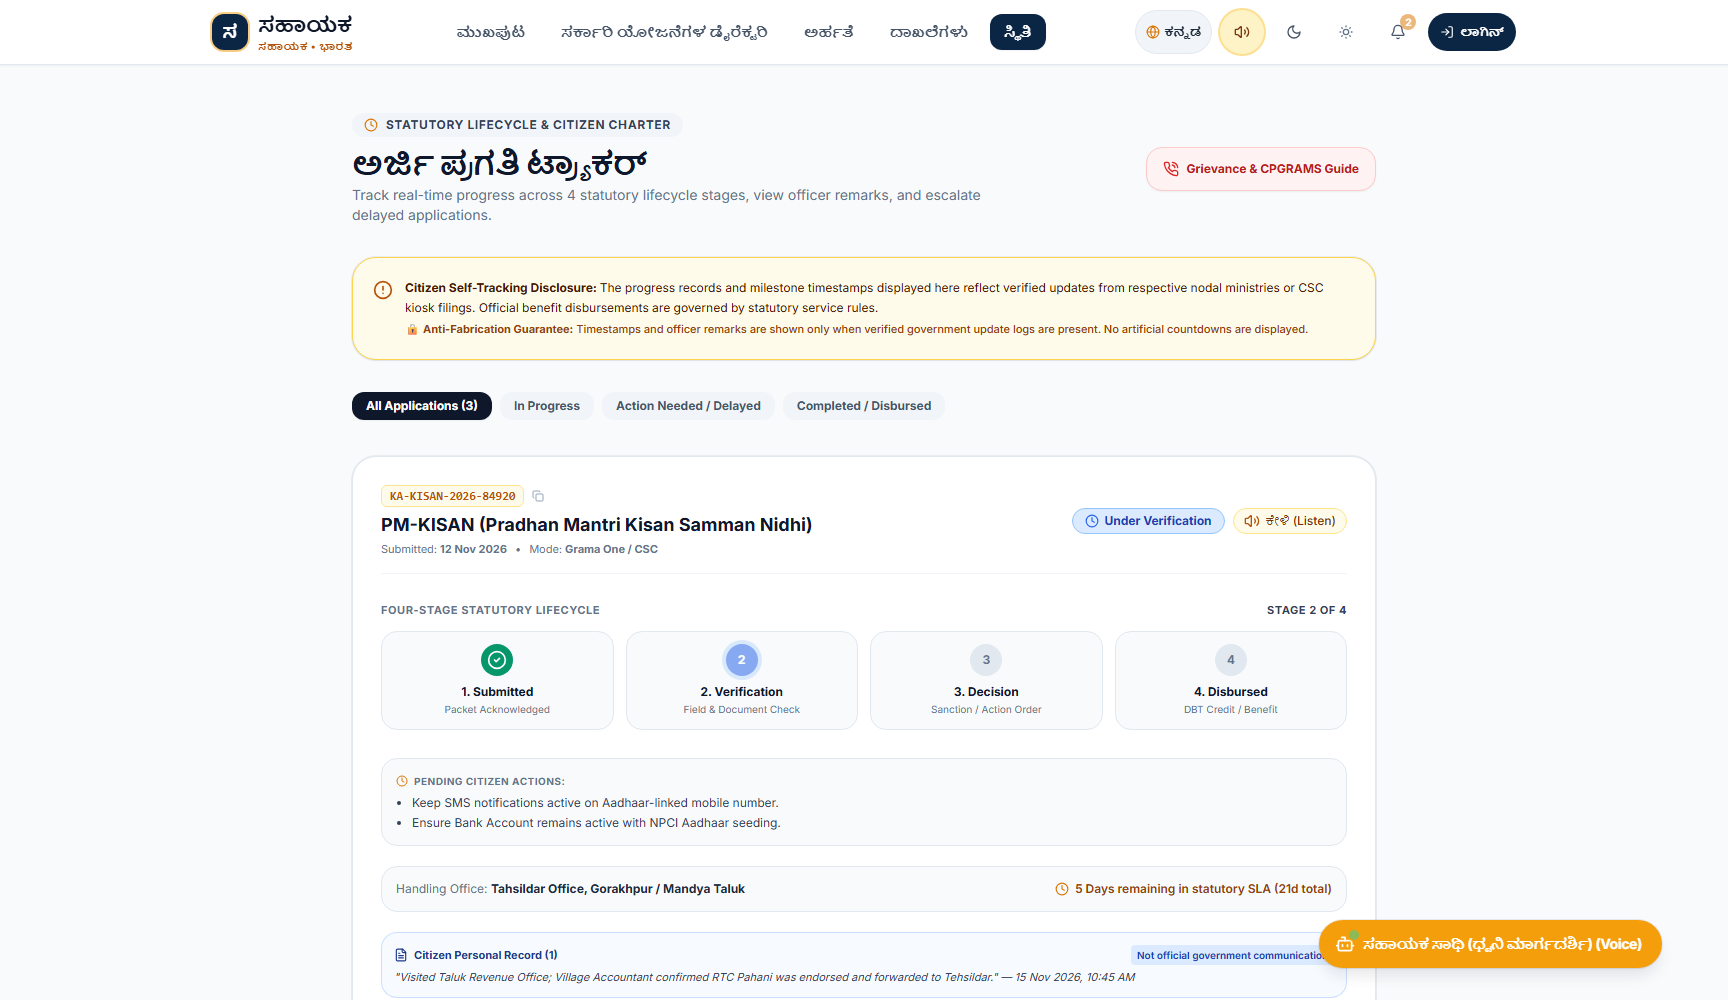 ಸ
ಸಹಾಯಕ
ಸಹಾಯಕ • ಭಾರತ
ಮುಖಪುಟ
ಸರ್ಕಾರಿ ಯೋಜನೆಗಳ ಡೈರೆಕ್ಟರಿ
ಅರ್ಹತೆ
ದಾಖಲೆಗಳು
ಸ್ಥಿತಿ
ಕನ್ನಡ
2
ಲಾಗಿನ್
STATUTORY LIFECYCLE & CITIZEN CHARTER
ಅರ್ಜಿ ಪ್ರಗತಿ ಟ್ರ್ಯಾಕರ್
Track real-time progress across 4 statutory lifecycle stages, view officer remarks, and escalate
delayed applications.
Grievance & CPGRAMS Guide
Citizen Self-Tracking Disclosure: The progress records and milestone timestamps displayed here reflect verified updates from respective nodal ministries or CSC
kiosk filings. Official benefit disbursements are governed by statutory service rules.
Anti-Fabrication Guarantee: Timestamps and officer remarks are shown only when verified government update logs are present. No artificial countdowns are displayed.
All Applications (3)
In Progress
Action Needed / Delayed
Completed / Disbursed
KA-KISAN-2026-84920
PM-KISAN (Pradhan Mantri Kisan Samman Nidhi)
Submitted: 12 Nov 2026 • Mode: Grama One / CSC
Under Verification
ಕೇಳಿ (Listen)
FOUR-STAGE STATUTORY LIFECYCLE
STAGE 2 OF 4
1. Submitted
Packet Acknowledged
2
2. Verification
Field & Document Check
3
3. Decision
Sanction / Action Order
4
4. Disbursed
DBT Credit / Benefit
PENDING CITIZEN ACTIONS:
• Keep SMS notifications active on Aadhaar-linked mobile number.
• Ensure Bank Account remains active with NPCI Aadhaar seeding.
Handling Office: Tahsildar Office, Gorakhpur / Mandya Taluk
5 Days remaining in statutory SLA (21d total)
Citizen Personal Record (1)
Not official government communication
"Visited Taluk Revenue Office; Village Accountant confirmed RTC Pahani was endorsed and forwarded to Tehsildar." — 15 Nov 2026, 10:45 AM
ಸಹಾಯಕ ಸಾಥಿ (ಧ್ವನಿ ಮಾರ್ಗದರ್ಶಿ) (Voice)